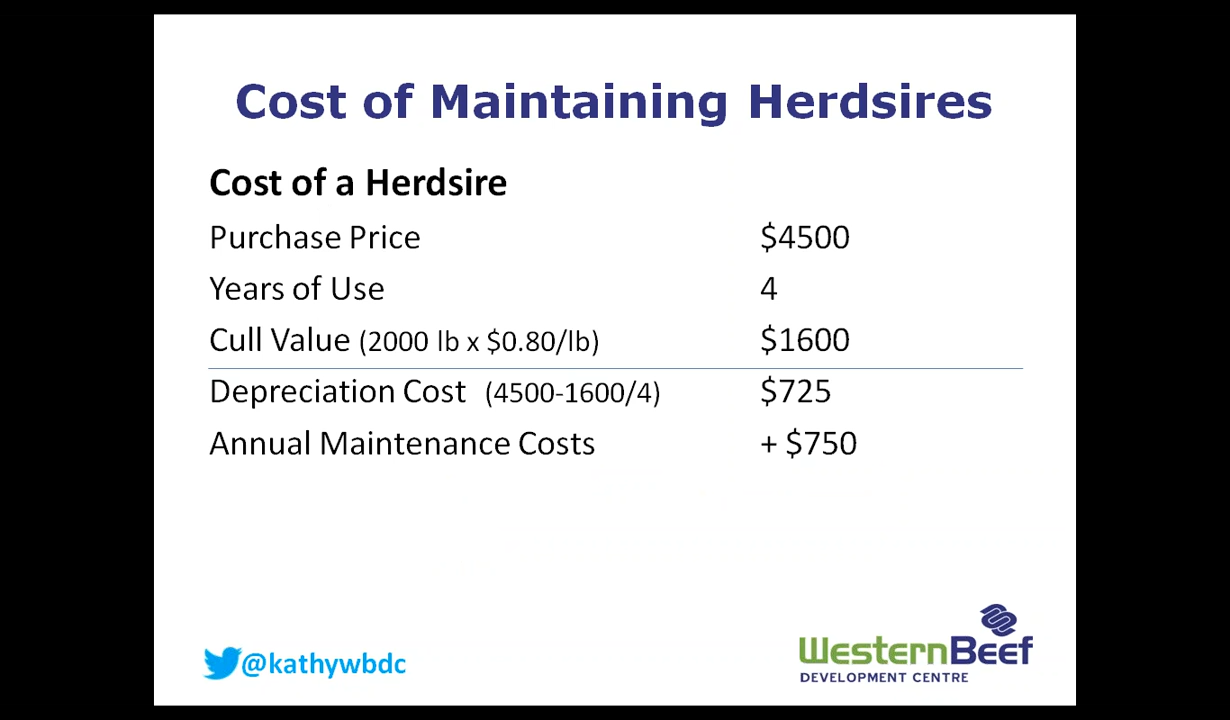 Cost of Maintaining Herdsires
Cost of a Herdsire
Purchase Price $4500
Years of Use 4
Cull Value (2000 lb x $0.80/lb) $1600
Depreciation Cost (4500-1600/4) $725
Annual Maintenance Costs + $750
@kathywbdc
WesternBeef
DEVELOPMENT CENTRE